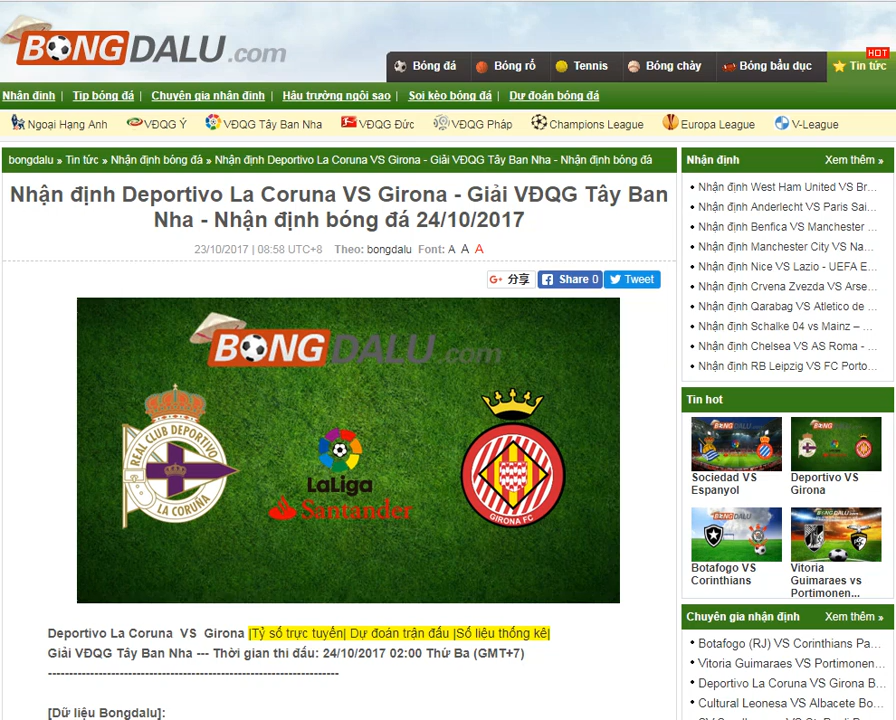 BONGDALU.com
Bóng đá Bóng rổ Tennis Bóng chày Bóng bầu dục Tin tức HOT
Nhận định | Tip bóng đá | Chuyên gia nhận định | Hậu trường ngôi sao | Soi kèo bóng đá | Dự đoán bóng đá
Ngoại Hạng Anh VĐQG Ý VĐQG Tây Ban Nha VĐQG Đức VĐQG Pháp Champions League Europa League V-League
bongdalu » Tin tức » Nhận định bóng đá » Nhận định Deportivo La Coruna VS Girona - Giải VĐQG Tây Ban Nha - Nhận định bóng đá
Nhận định Deportivo La Coruna VS Girona - Giải VĐQG Tây Ban
Nha - Nhận định bóng đá 24/10/2017
23/10/2017 | 08:58 UTC+8 Theo: bongdalu Font: A A A
G+ 分享 Share 0 Tweet
BONGDALU.com
REAL CLUB DEPORTIVO
LA CORUÑA
LaLiga
Santander
GIRONA FC
Deportivo La Coruna VS Girona |Tỷ số trực tuyến| Dự đoán trận đấu |Số liệu thống kê|
Giải VĐQG Tây Ban Nha --- Thời gian thi đấu: 24/10/2017 02:00 Thứ Ba (GMT+7)
---------------------------------------------------------------------
[Dữ liệu Bongdalu]:
Nhận định Xem thêm »
Nhận định West Ham United VS Br...
Nhận định Anderlecht VS Paris Sai...
Nhận định Benfica VS Manchester ...
Nhận định Manchester City VS Na...
Nhận định Nice VS Lazio - UEFA E...
Nhận định Crvena Zvezda VS Arse...
Nhận định Qarabag VS Atletico de ...
Nhận định Schalke 04 vs Mainz – ...
Nhận định Chelsea VS AS Roma - ...
Nhận định RB Leipzig VS FC Porto...
Tin hot
Sociedad VS
Espanyol
Deportivo VS
Girona
Botafogo VS
Corinthians
Vitoria
Guimaraes vs
Portimonen...
Chuyên gia nhận định Xem thêm »
Botafogo (RJ) VS Corinthians Pa...
Vitoria Guimaraes VS Portimonen...
Deportivo La Coruna VS Girona B...
Cultural Leonesa VS Albacete Bo...